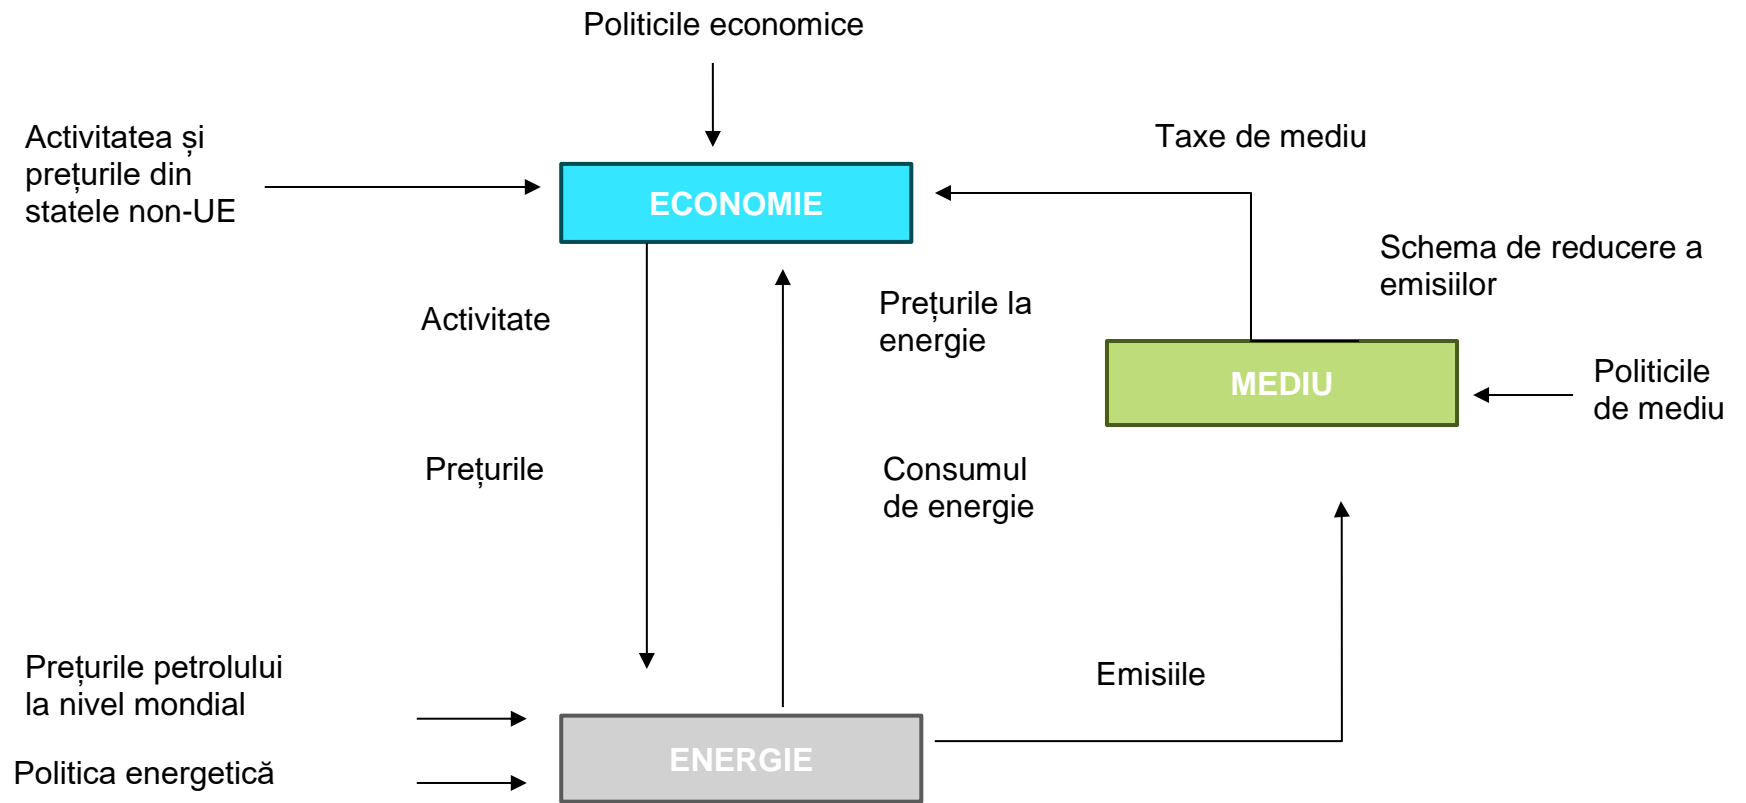 Politicile economice
Activitatea și
prețurile din
statele non-UE
Taxe de mediu
ECONOMIE
Schema de reducere a
emisiilor
Activitate
Prețurile la
energie
MEDIU
Politicile
de mediu
Prețurile
Consumul
de energie
Prețurile petrolului
la nivel mondial
Emisiile
ENERGIE
Politica energetică